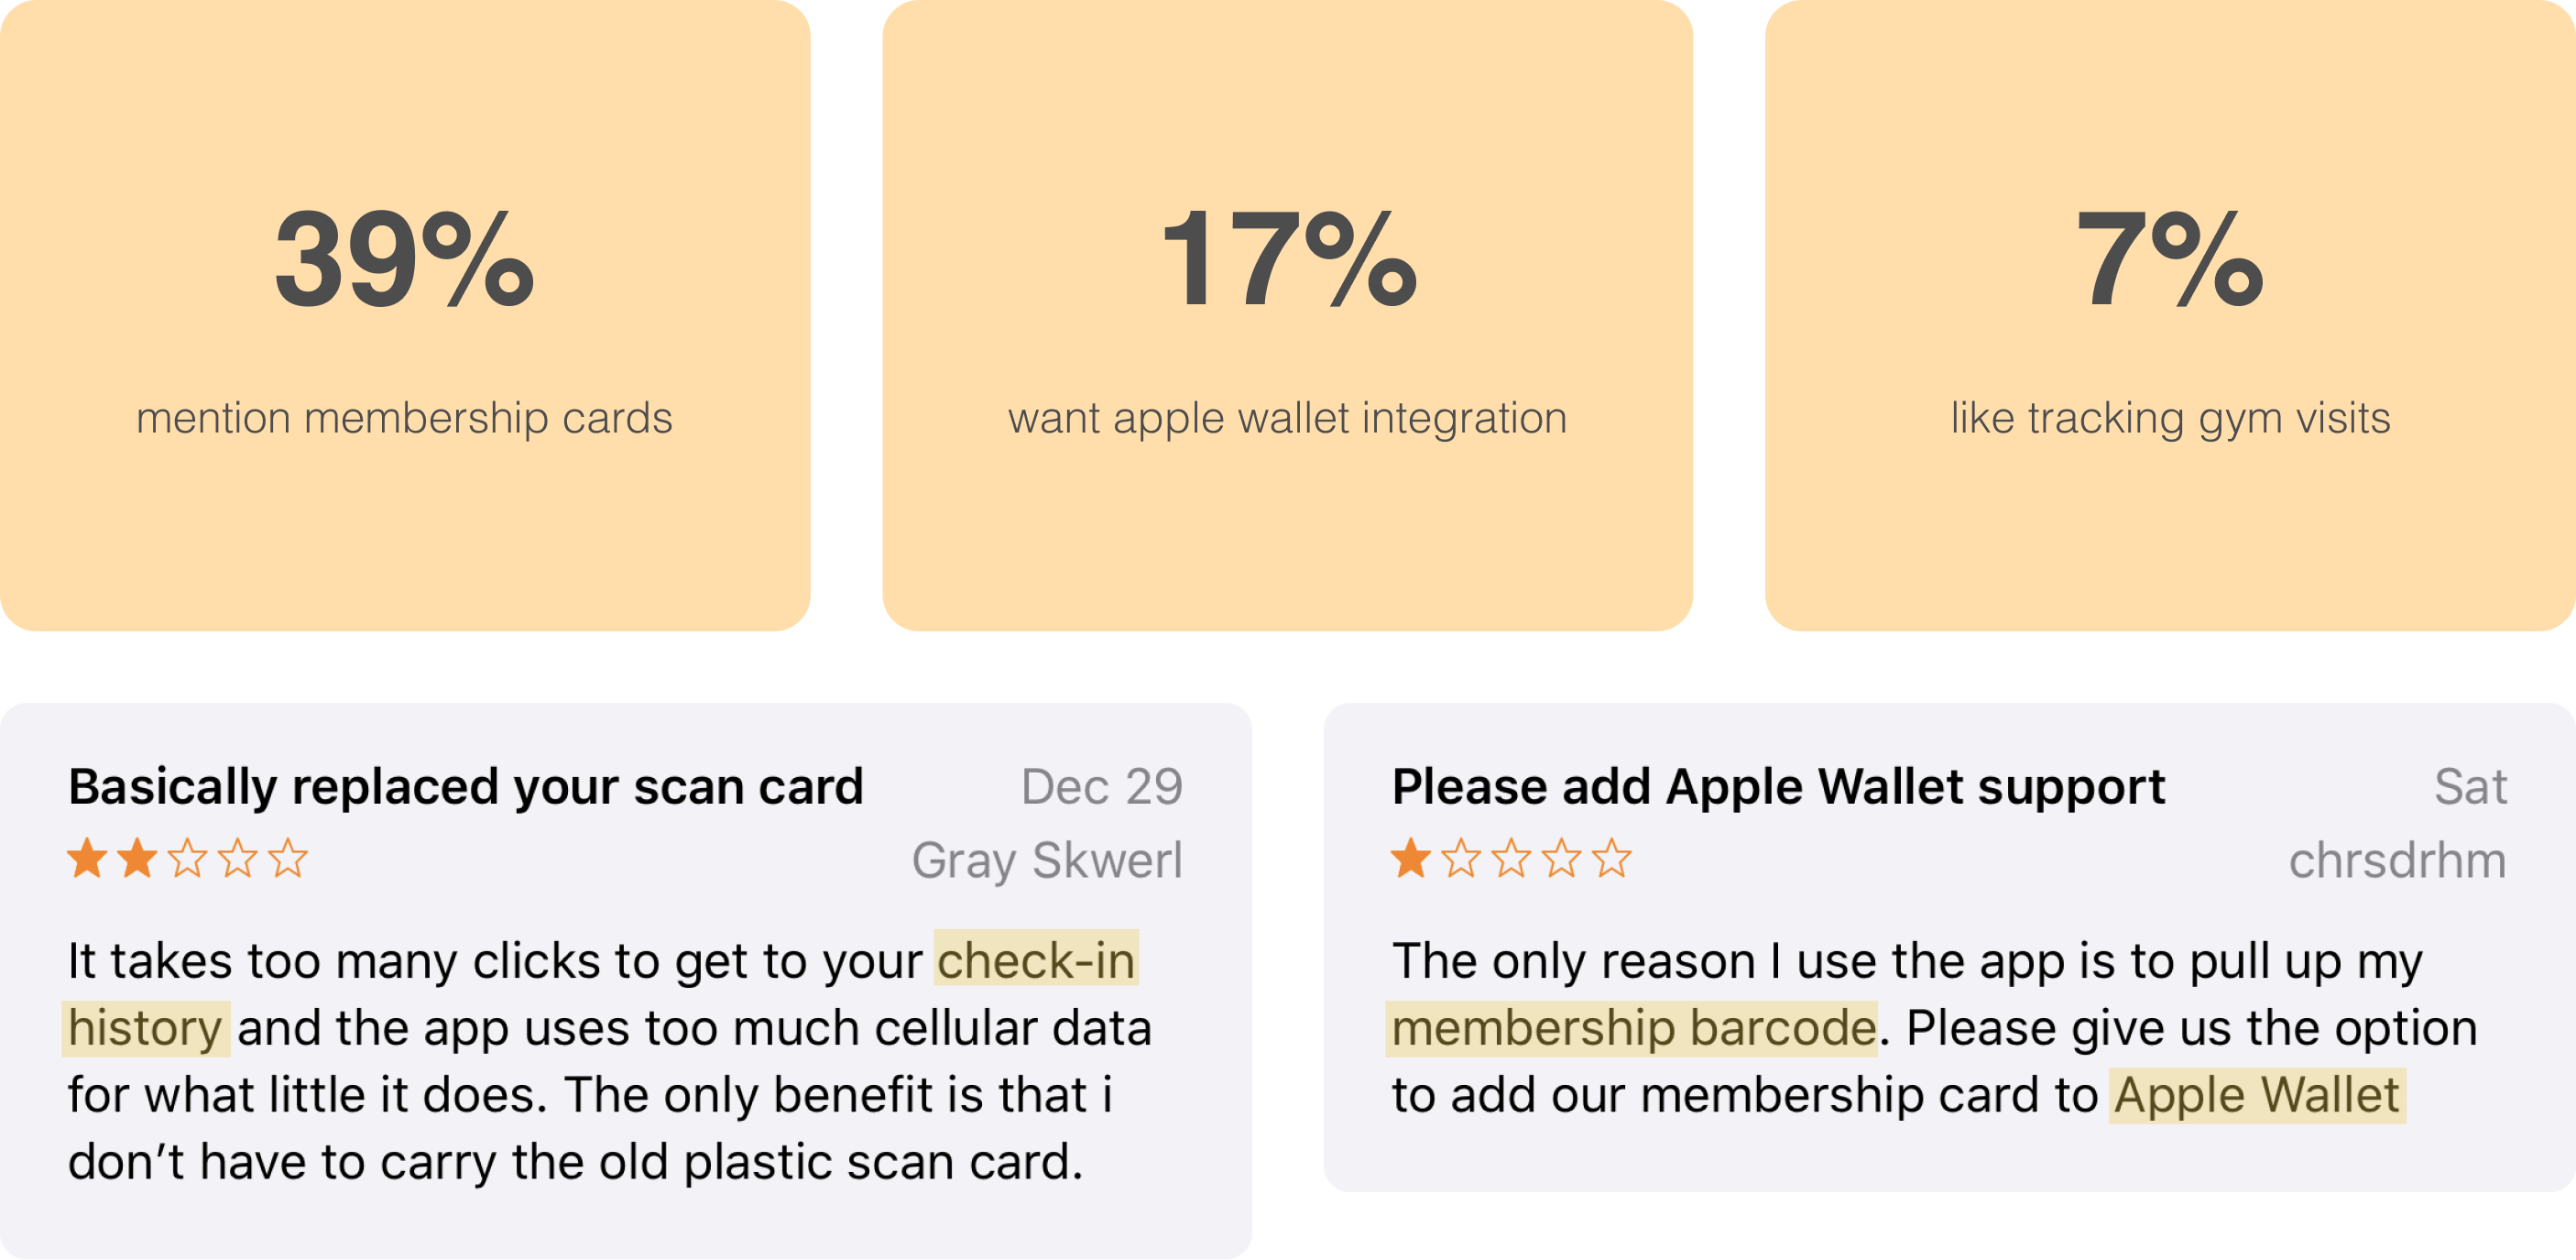 39%
mention membership cards
17%
want apple wallet integration
7%
like tracking gym visits
Basically replaced your scan card
Dec 29
Gray Skwerl
It takes too many clicks to get to your check-in
history and the app uses too much cellular data
for what little it does. The only benefit is that i
don’t have to carry the old plastic scan card.
Please add Apple Wallet support
Sat
chrsdrhm
The only reason I use the app is to pull up my
membership barcode. Please give us the option
to add our membership card to Apple Wallet